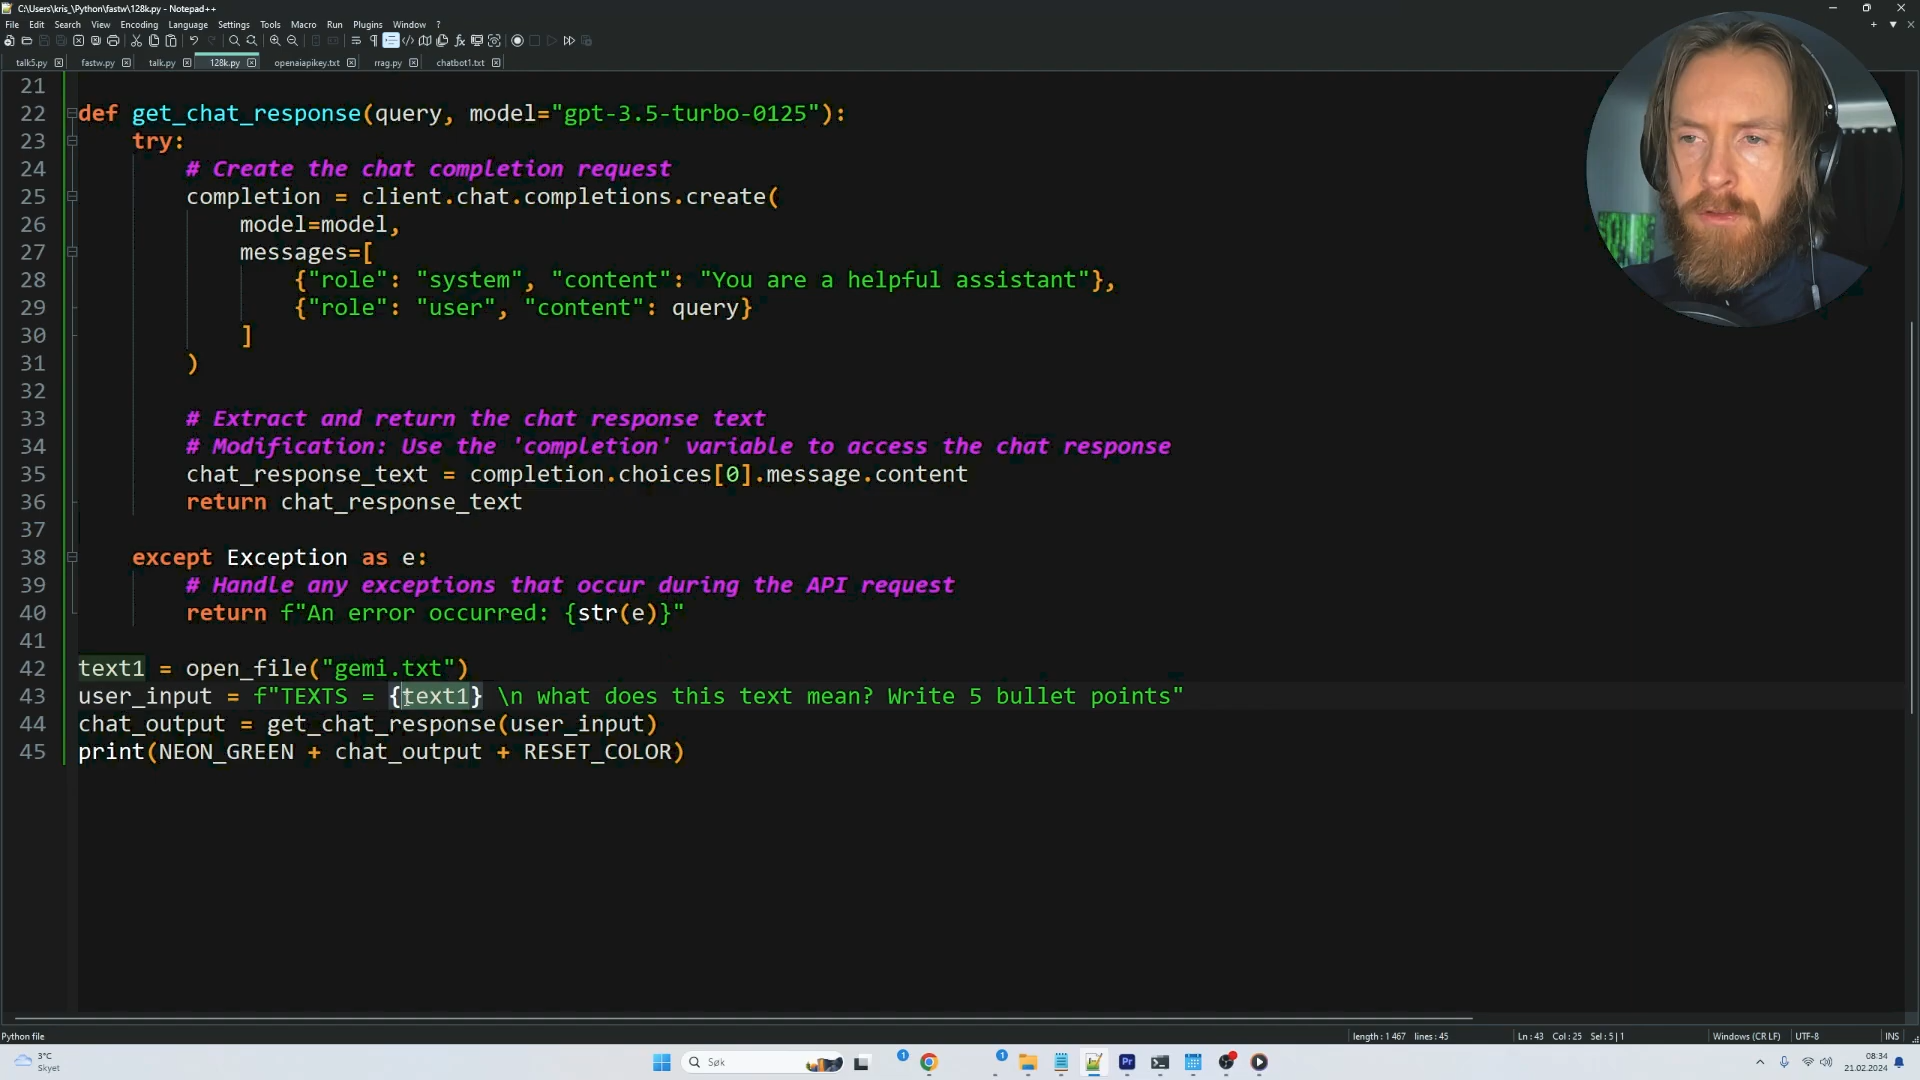 C:\Users\kris_\Python\fastw\128k.py - Notepad++
File Edit Search View Encoding Language Settings Tools Macro Run Plugins Window ?
talk5.py fastw.py talk.py 128k.py openaiapikey.txt rrag.py chatbot1.txt
21
22 def get_chat_response(query, model="gpt-3.5-turbo-0125"):
23 try:
24 # Create the chat completion request
25 completion = client.chat.completions.create(
26 model=model,
27 messages=[
28 {"role": "system", "content": "You are a helpful assistant"},
29 {"role": "user", "content": query}
30 ]
31 )
32
33 # Extract and return the chat response text
34 # Modification: Use the 'completion' variable to access the chat response
35 chat_response_text = completion.choices[0].message.content
36 return chat_response_text
37
38 except Exception as e:
39 # Handle any exceptions that occur during the API request
40 return f"An error occurred: {str(e)}"
41
42 text1 = open_file("gemi.txt")
43 user_input = f"TEXTS = {text1} \n what does this text mean? Write 5 bullet points"
44 chat_output = get_chat_response(user_input)
45 print(NEON_GREEN + chat_output + RESET_COLOR)
Python file length : 1 467 lines : 45 Ln : 43 Col : 25 Sel : 5 | 1 Windows (CR LF) UTF-8 INS
3°C
Skyet
Søk
1
1
Pr
08:34
21.02.2024